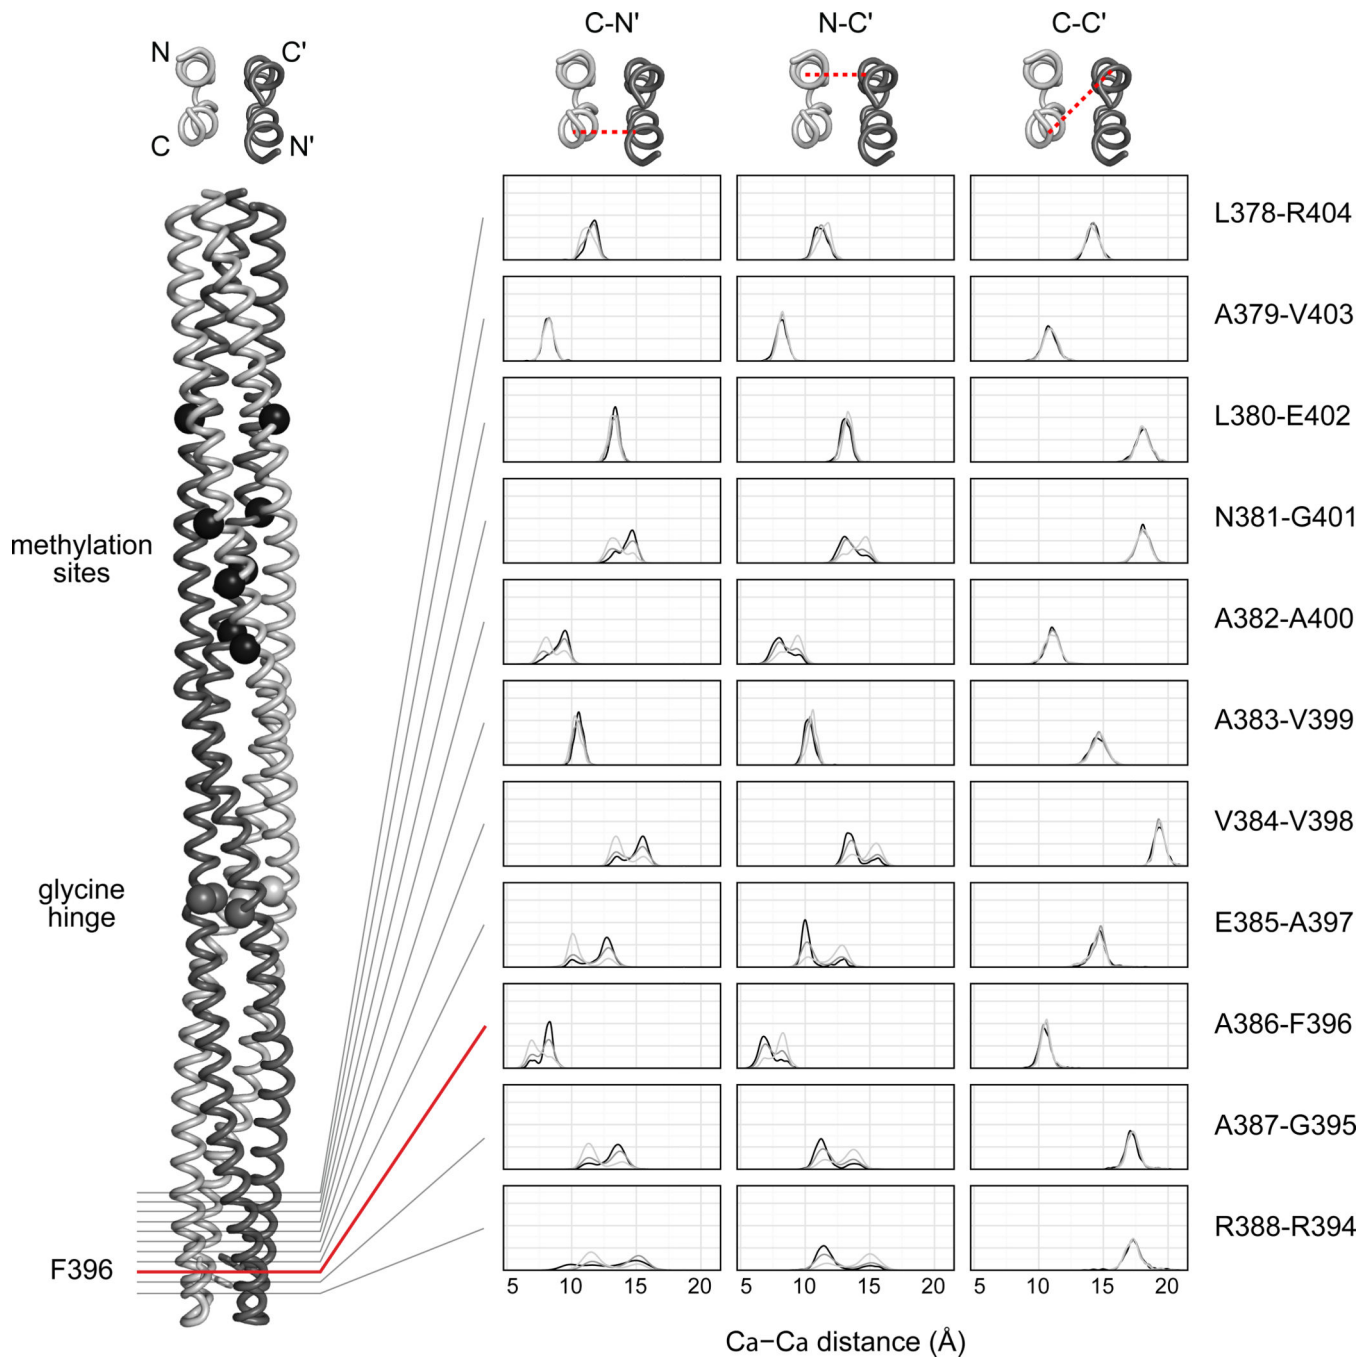 C-N' N-C' C-C'
N C'
C N'
L378-R404
A379-V403
L380-E402
N381-G401
methylation
sites
A382-A400
A383-V399
V384-V398
glycine
hinge
E385-A397
A386-F396
A387-G395
R388-R394
F396
5 10 15 20 5 10 15 20 5 10 15 20
Ca−Ca distance (Å)